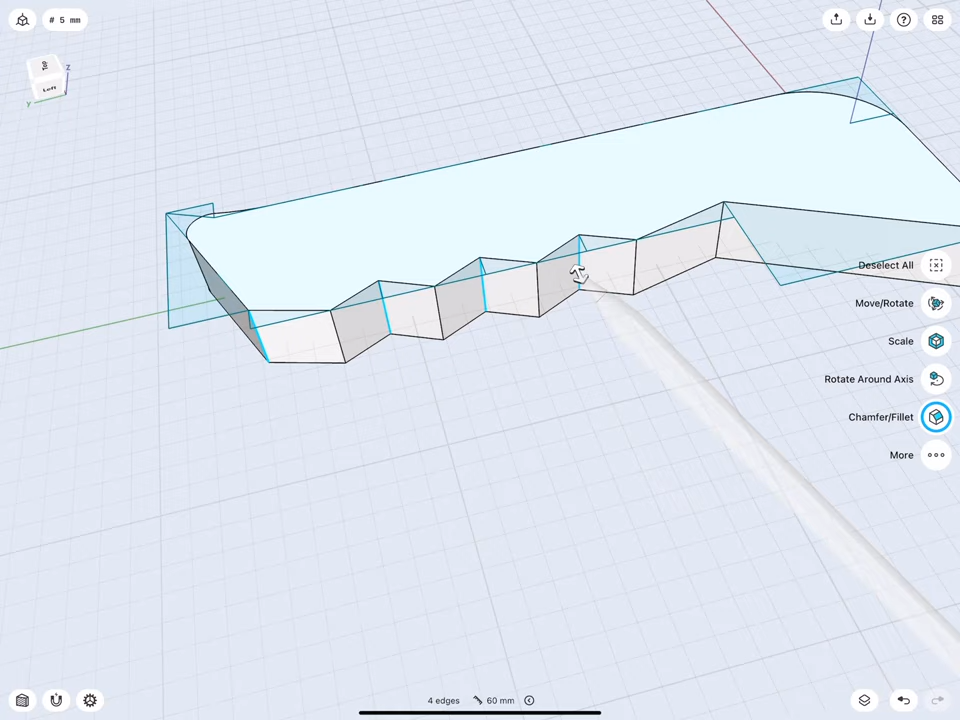 # 5 mm
Top
Left
Z
y
Deselect All
Move/Rotate
Scale
Rotate Around Axis
Chamfer/Fillet
More
4 edges
60 mm